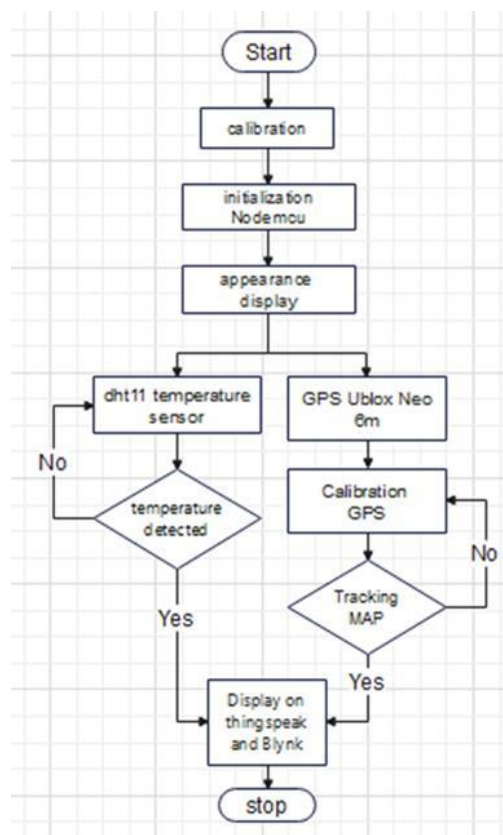 Start
calibration
initialization
Nodemcu
appearance
display
dht11 temperature
sensor
GPS Ublox Neo
6m
No
temperature
detected
Calibration
GPS
No
Tracking
MAP
Yes
Yes
Display on
thingspeak
and Blynk
stop